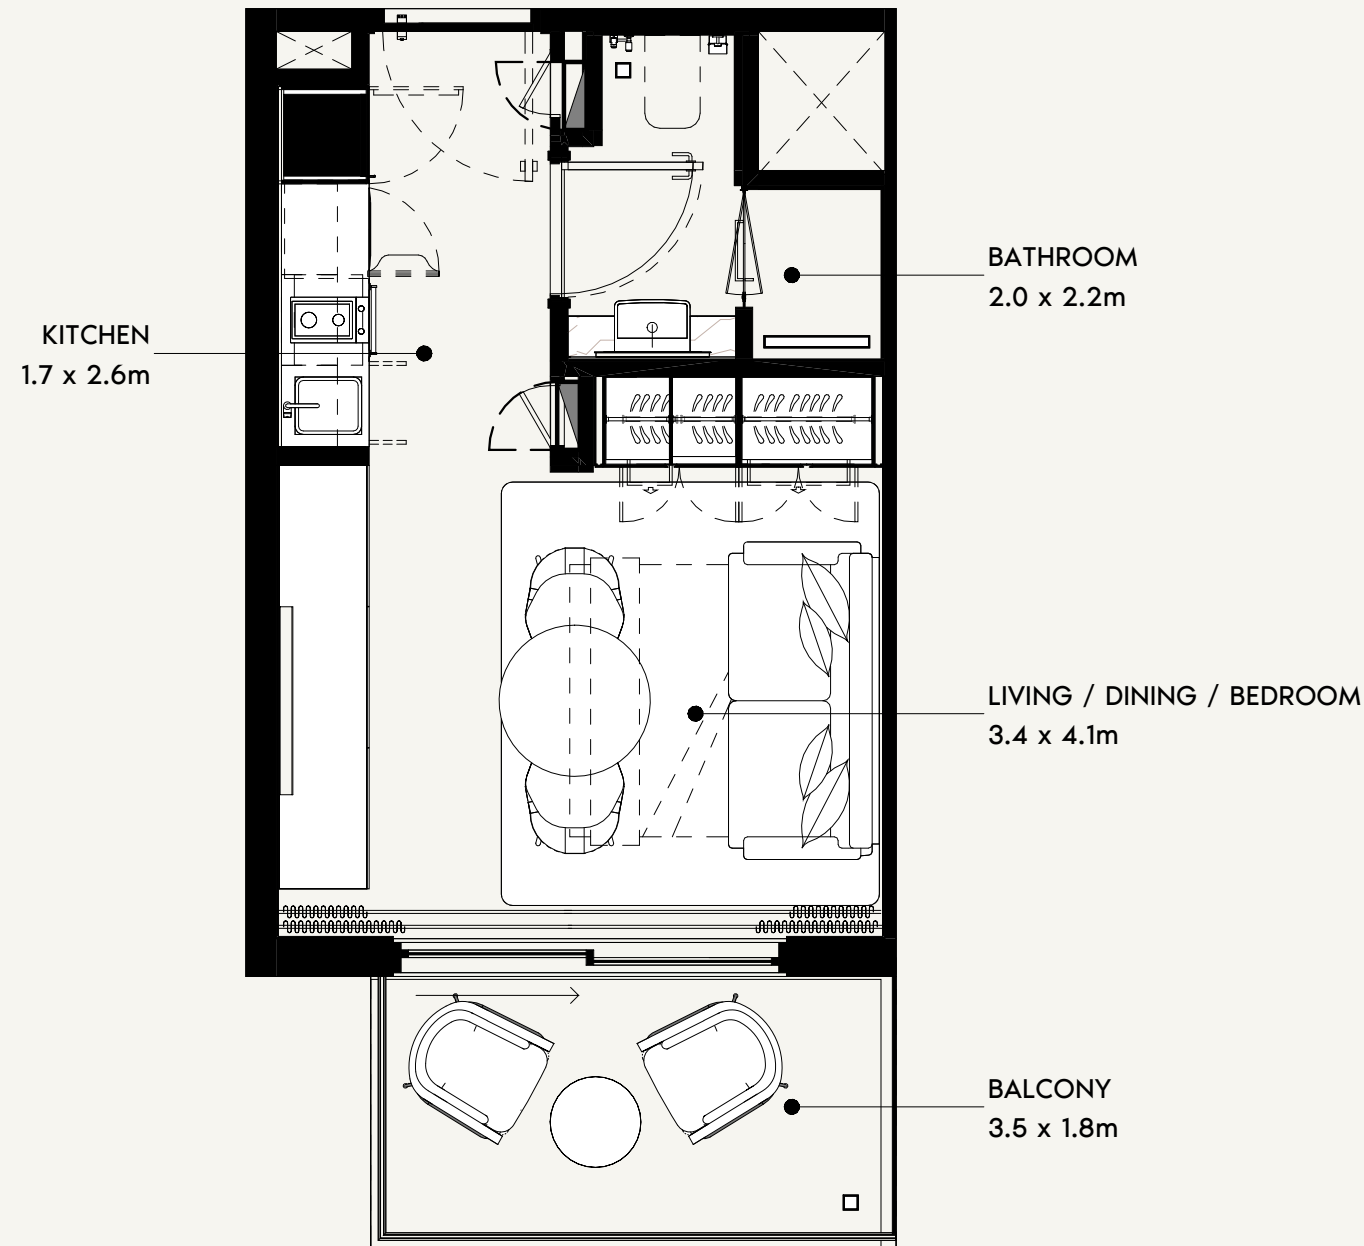 BATHROOM
2.0 x 2.2m
KITCHEN
1.7 x 2.6m
LIVING / DINING / BEDROOM
3.4 x 4.1m
BALCONY
3.5 x 1.8m